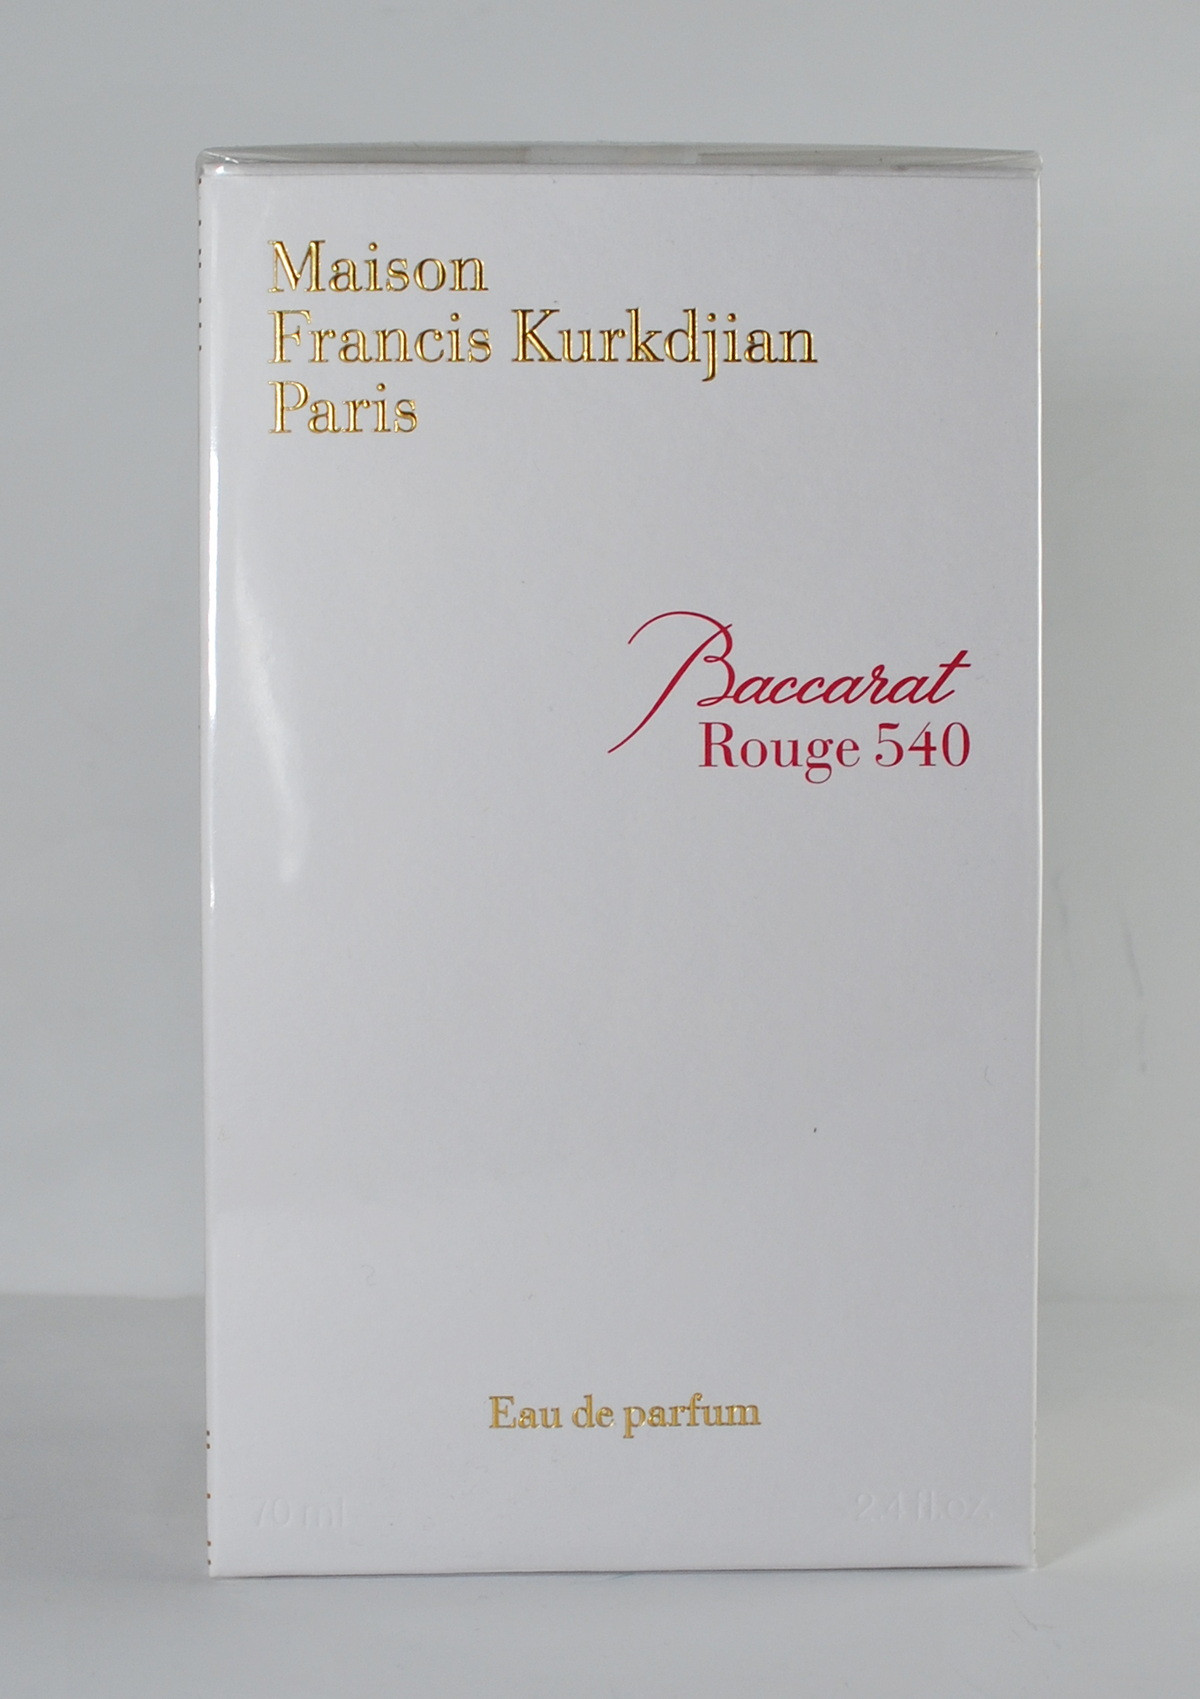 Maison
Francis Kurkdjian
Paris
Baccarat
Rouge 540
Eau de parfum
70 ml 2.4 fl.oz.